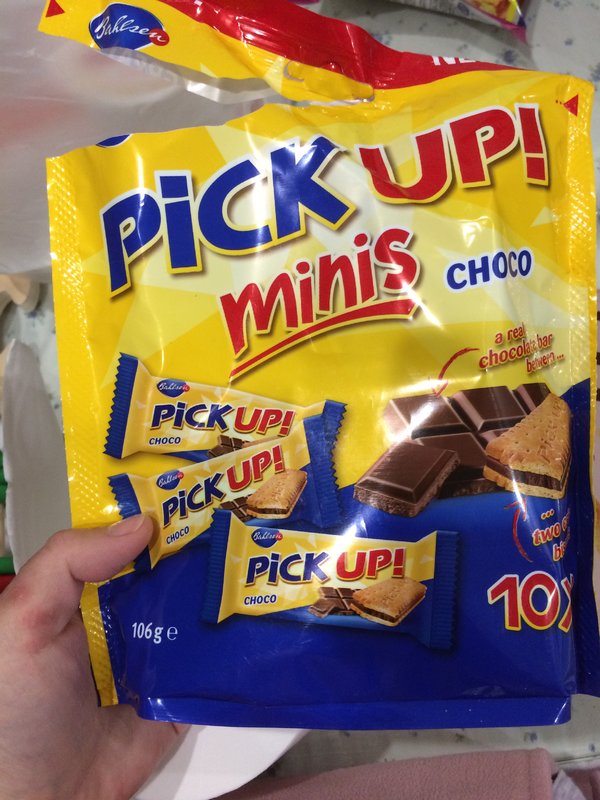 Bahlsen
PiCK UP!
minis
CHOCO
a real
chocolate bar
between...
Bahlsen
PiCK UP!
CHOCO
Bahlsen
PiCK UP!
CHOCO
Bahlsen
PiCK UP!
CHOCO
...
two
10X
106 g e